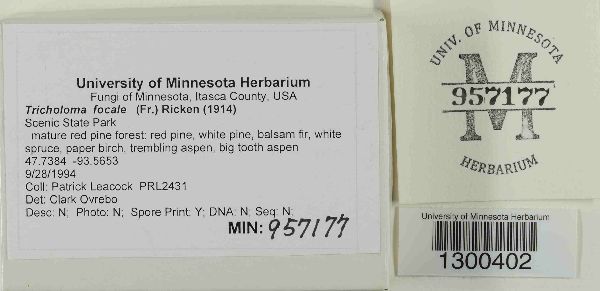 University of Minnesota Herbarium
Fungi of Minnesota, Itasca County, USA
Tricholoma focale (Fr.) Ricken (1914)
Scenic State Park
mature red pine forest: red pine, white pine, balsam fir, white
spruce, paper birch, trembling aspen, big tooth aspen
47.7384 -93.5653
9/28/1994
Coll: Patrick Leacock PRL2431
Det: Clark Ovrebo
Desc: N; Photo: N; Spore Print: Y; DNA: N; Seq: N;
MIN: 957177
UNIV. OF MINNESOTA
M
957177
HERBARIUM
University of Minnesota Herbarium
1300402